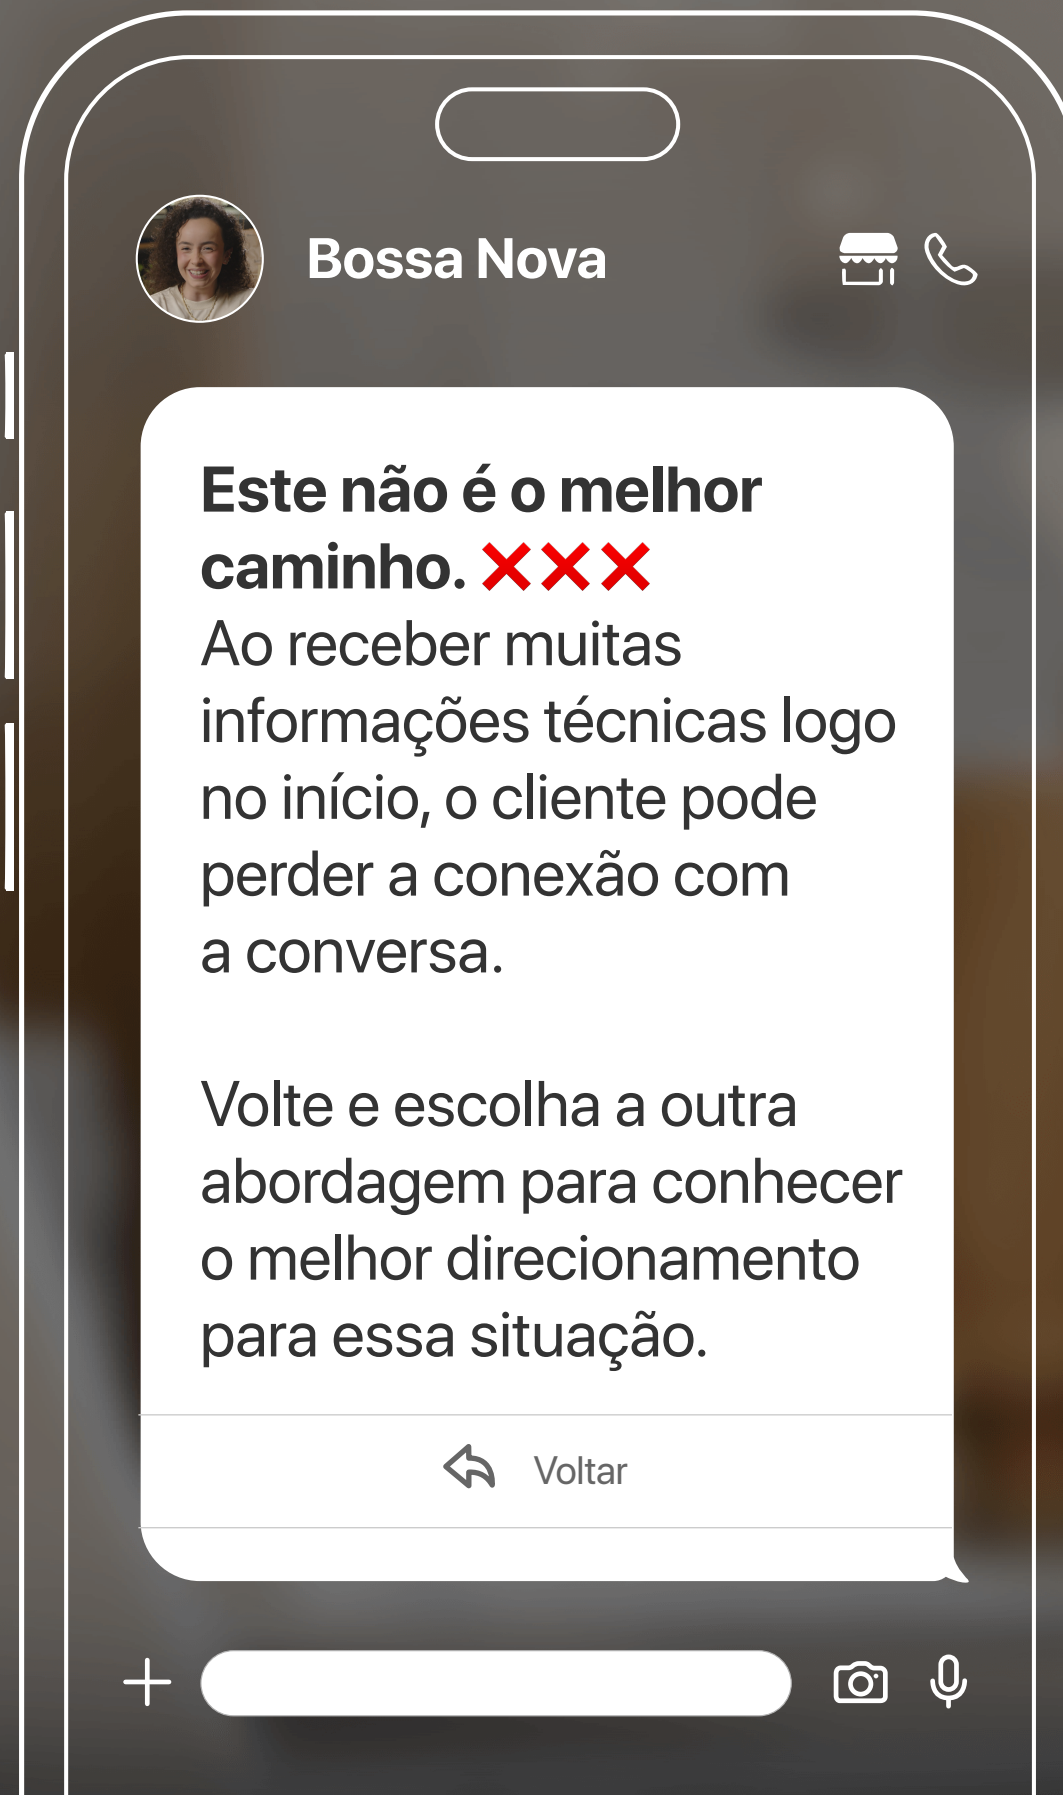 Bossa Nova
Este não é o melhor
caminho. ❌❌❌
Ao receber muitas
informações técnicas logo
no início, o cliente pode
perder a conexão com
a conversa.
Volte e escolha a outra
abordagem para conhecer
o melhor direcionamento
para essa situação.
Voltar